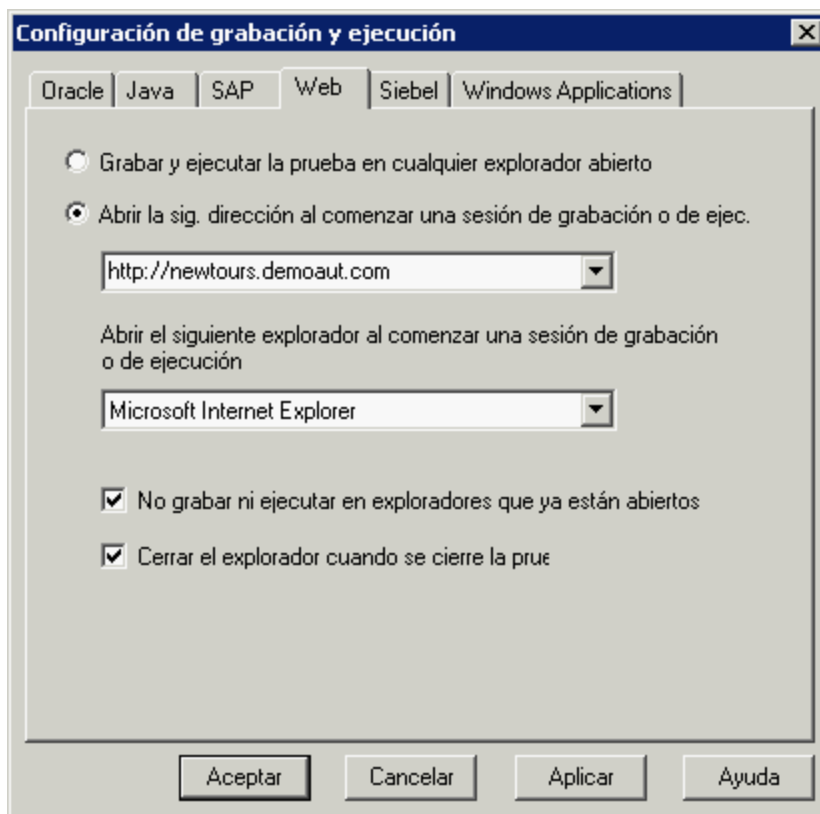 Configuración de grabación y ejecución
Oracle Java SAP Web Siebel Windows Applications
Grabar y ejecutar la prueba en cualquier explorador abierto
Abrir la sig. dirección al comenzar una sesión de grabación o de ejec.
http://newtours.demoaut.com
Abrir el siguiente explorador al comenzar una sesión de grabación
o de ejecución
Microsoft Internet Explorer
No grabar ni ejecutar en exploradores que ya están abiertos
Cerrar el explorador cuando se cierre la prue
Aceptar Cancelar Aplicar Ayuda